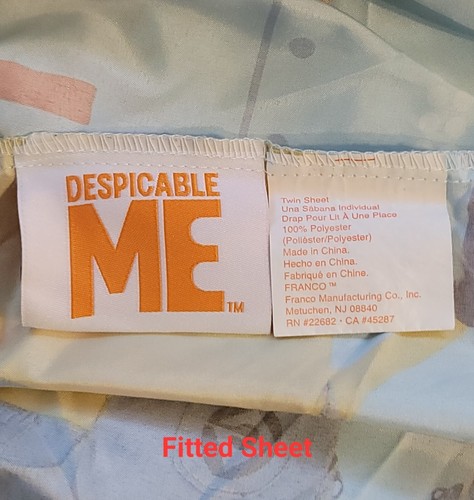 DESPICABLE
ME™
Twin Sheet
Una Sábana Individual
Drap Pour Lit À Une Place
100% Polyester
(Poliéster/Polyester)
Made in China.
Hecho en China.
Fabriqué en Chine.
FRANCO™
Franco Manufacturing Co., Inc.
Metuchen, NJ 08840
RN #22682 · CA #45287
Fitted Sheet